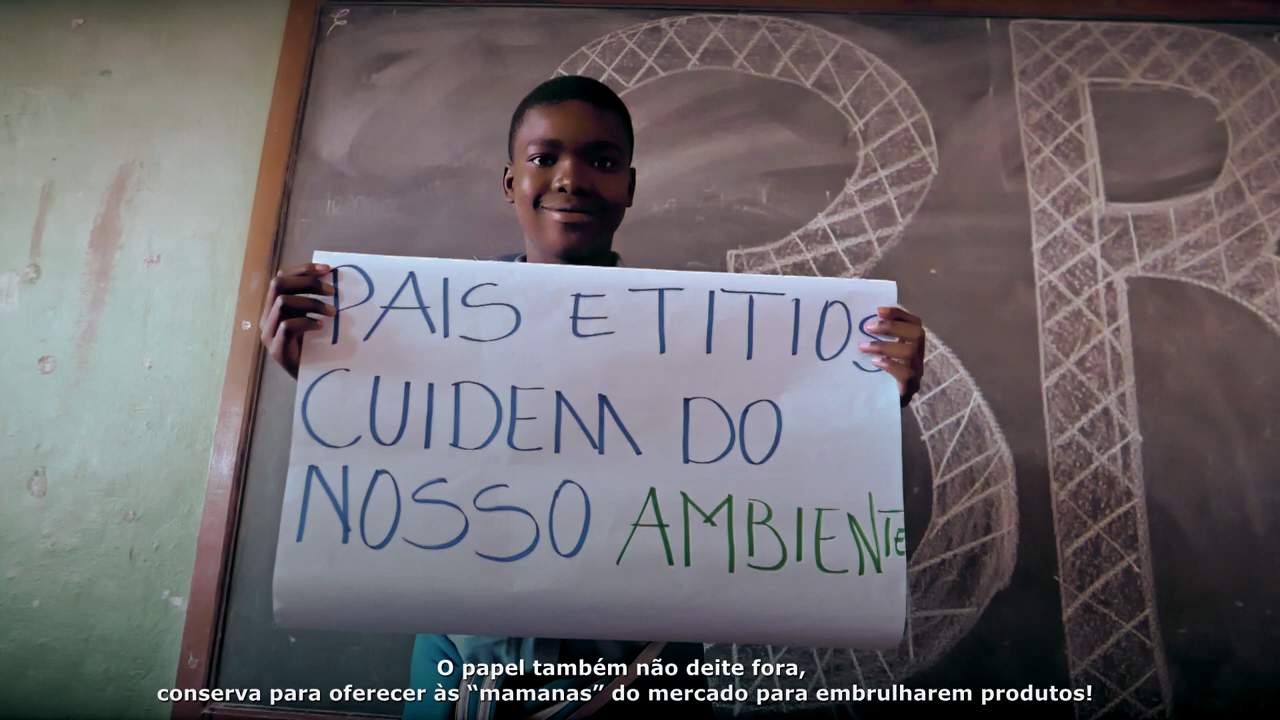 3R
PAIS E TITIOS
CUIDEM DO
NOSSO AMBIENTE
O papel também não deite fora,
conserva para oferecer às “mamanas” do mercado para embrulharem produtos!